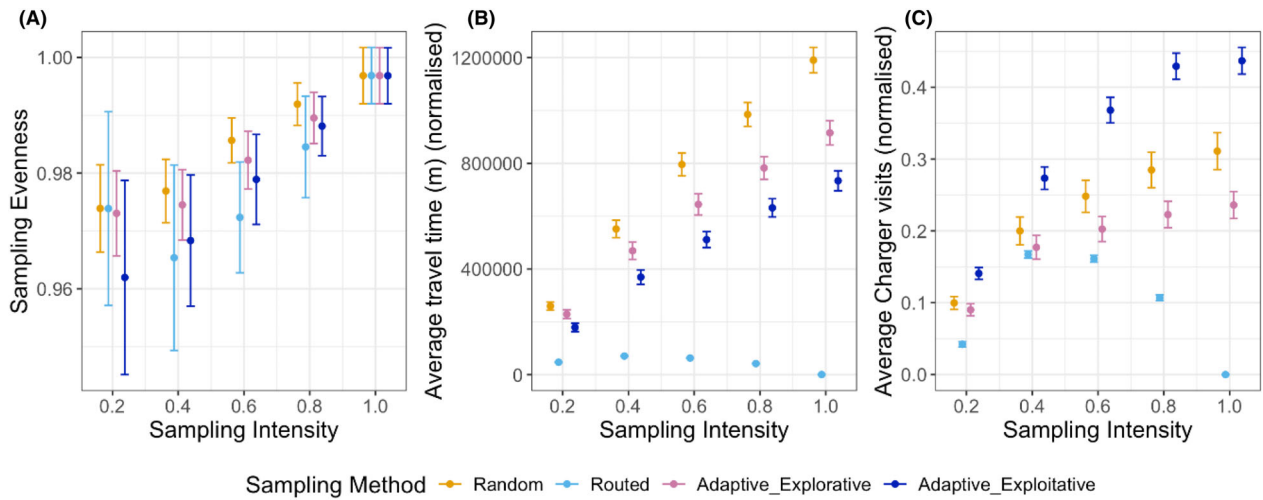 (A)
Sampling Evenness
1.00
0.98
0.96
0.2 0.4 0.6 0.8 1.0
Sampling Intensity
(B)
Average travel time (m) (normalised)
1200000
800000
400000
0
0.2 0.4 0.6 0.8 1.0
Sampling Intensity
(C)
Average Charger visits (normalised)
0.4
0.3
0.2
0.1
0.0
0.2 0.4 0.6 0.8 1.0
Sampling Intensity
Sampling Method Random Routed Adaptive_Explorative Adaptive_Exploitative